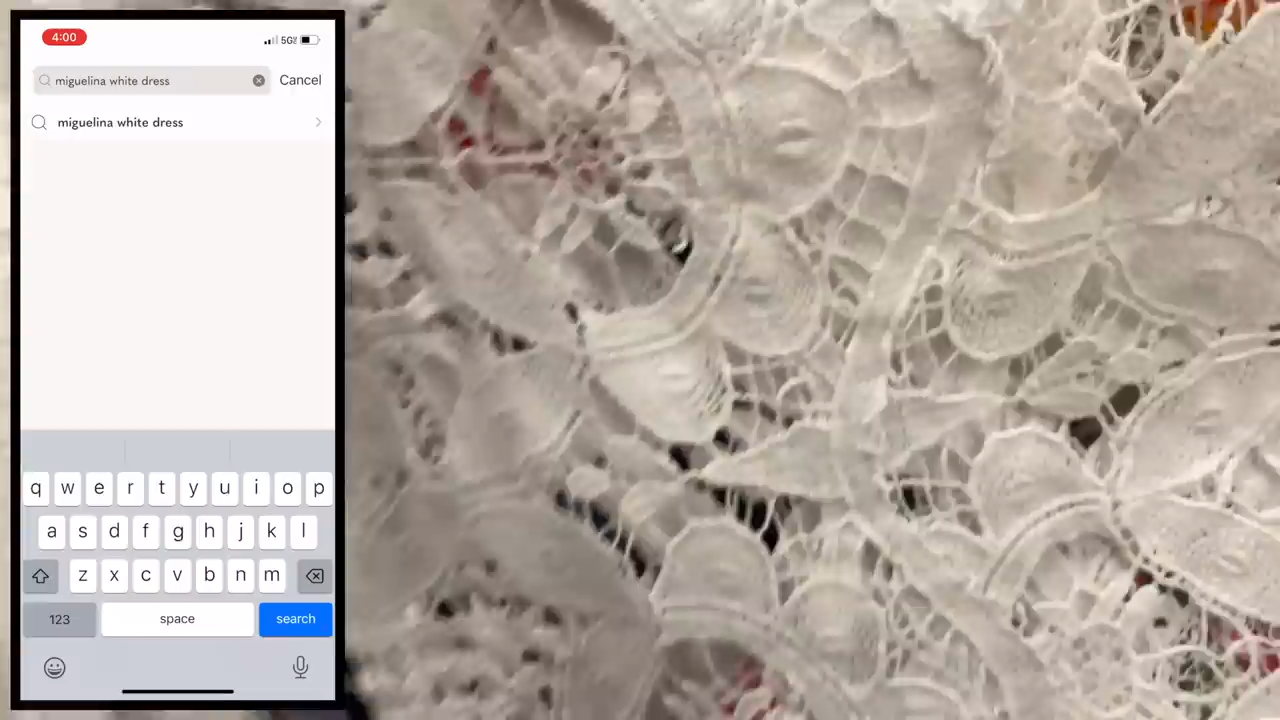 4:00
5G
miguelina white dress
Cancel
miguelina white dress
q w e r t y u i o p
a s d f g h j k l
z x c v b n m
123
space
search